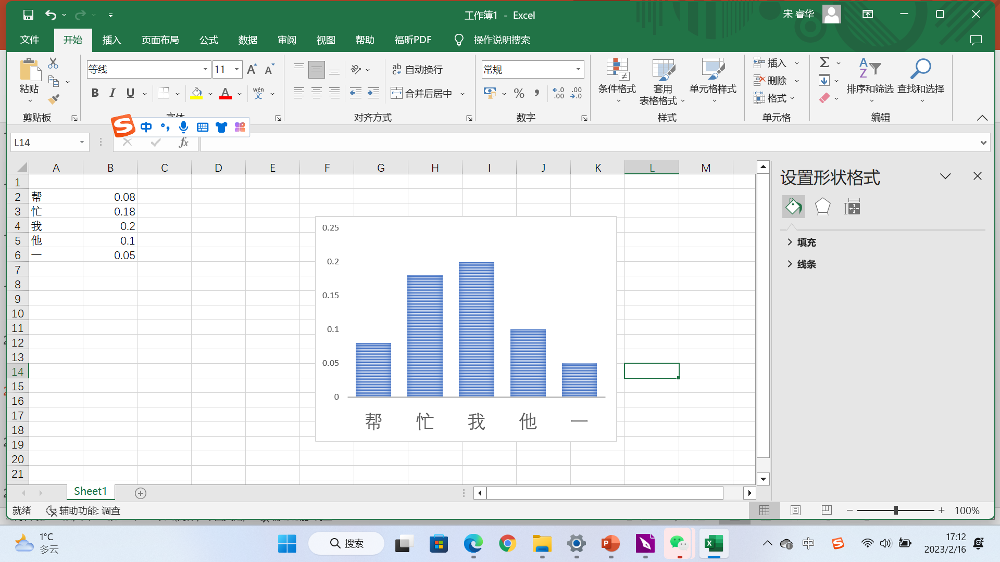 工作簿1 - Excel
宋 睿华
文件 开始 插入 页面布局 公式 数据 审阅 视图 帮助 福昕PDF 操作说明搜索
等线 11 A A ab c 自动换行 常规 插入 Σ A Z
粘贴 条件格式 套用 表格格式 单元格样式 删除 排序和筛选 查找和选择
B I U A wén 文 合并后居中 % , .00 .0 格式
剪贴板 字体 对齐方式 数字 样式 单元格 编辑
S 中
L14 fx
A B C D E F G H I J K L M
设置形状格式
填充
线条
1
2 帮 0.08
3 忙 0.18
4 我 0.2
5 他 0.1
6 一 0.05
7
8
9
10
11
12
13
14
15
16
17
18
19
20
21
0.25
0.2
0.15
0.1
0.05
0
帮 忙 我 他 一
Sheet1
就绪 辅助功能: 调查 100%
1°C
多云
搜索
中
17:12
2023/2/16